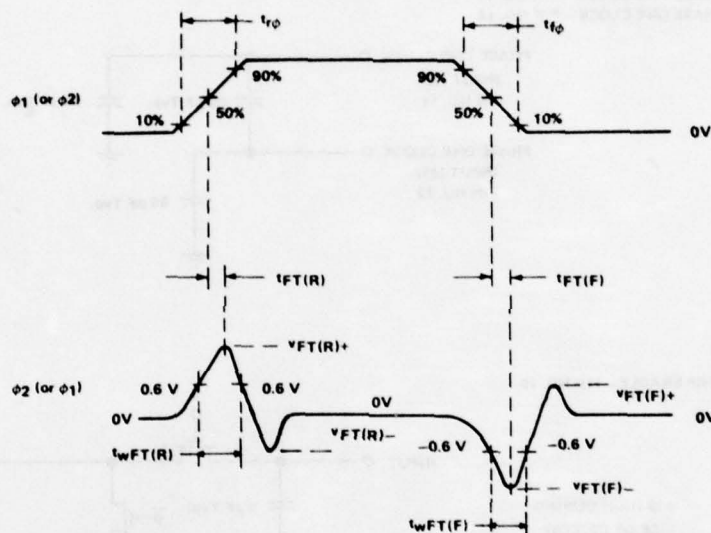 trφ
tfφ
90%
90%
φ1 (or φ2)
50%
50%
10%
10%
0V
tFT(R)
tFT(F)
vFT(R)+
φ2 (or φ1)
0.6 V
0.6 V
0V
vFT(F)+
0V
0V
vFT(R)–
–0.6 V
–0.6 V
twFT(R)
vFT(F)–
twFT(F)